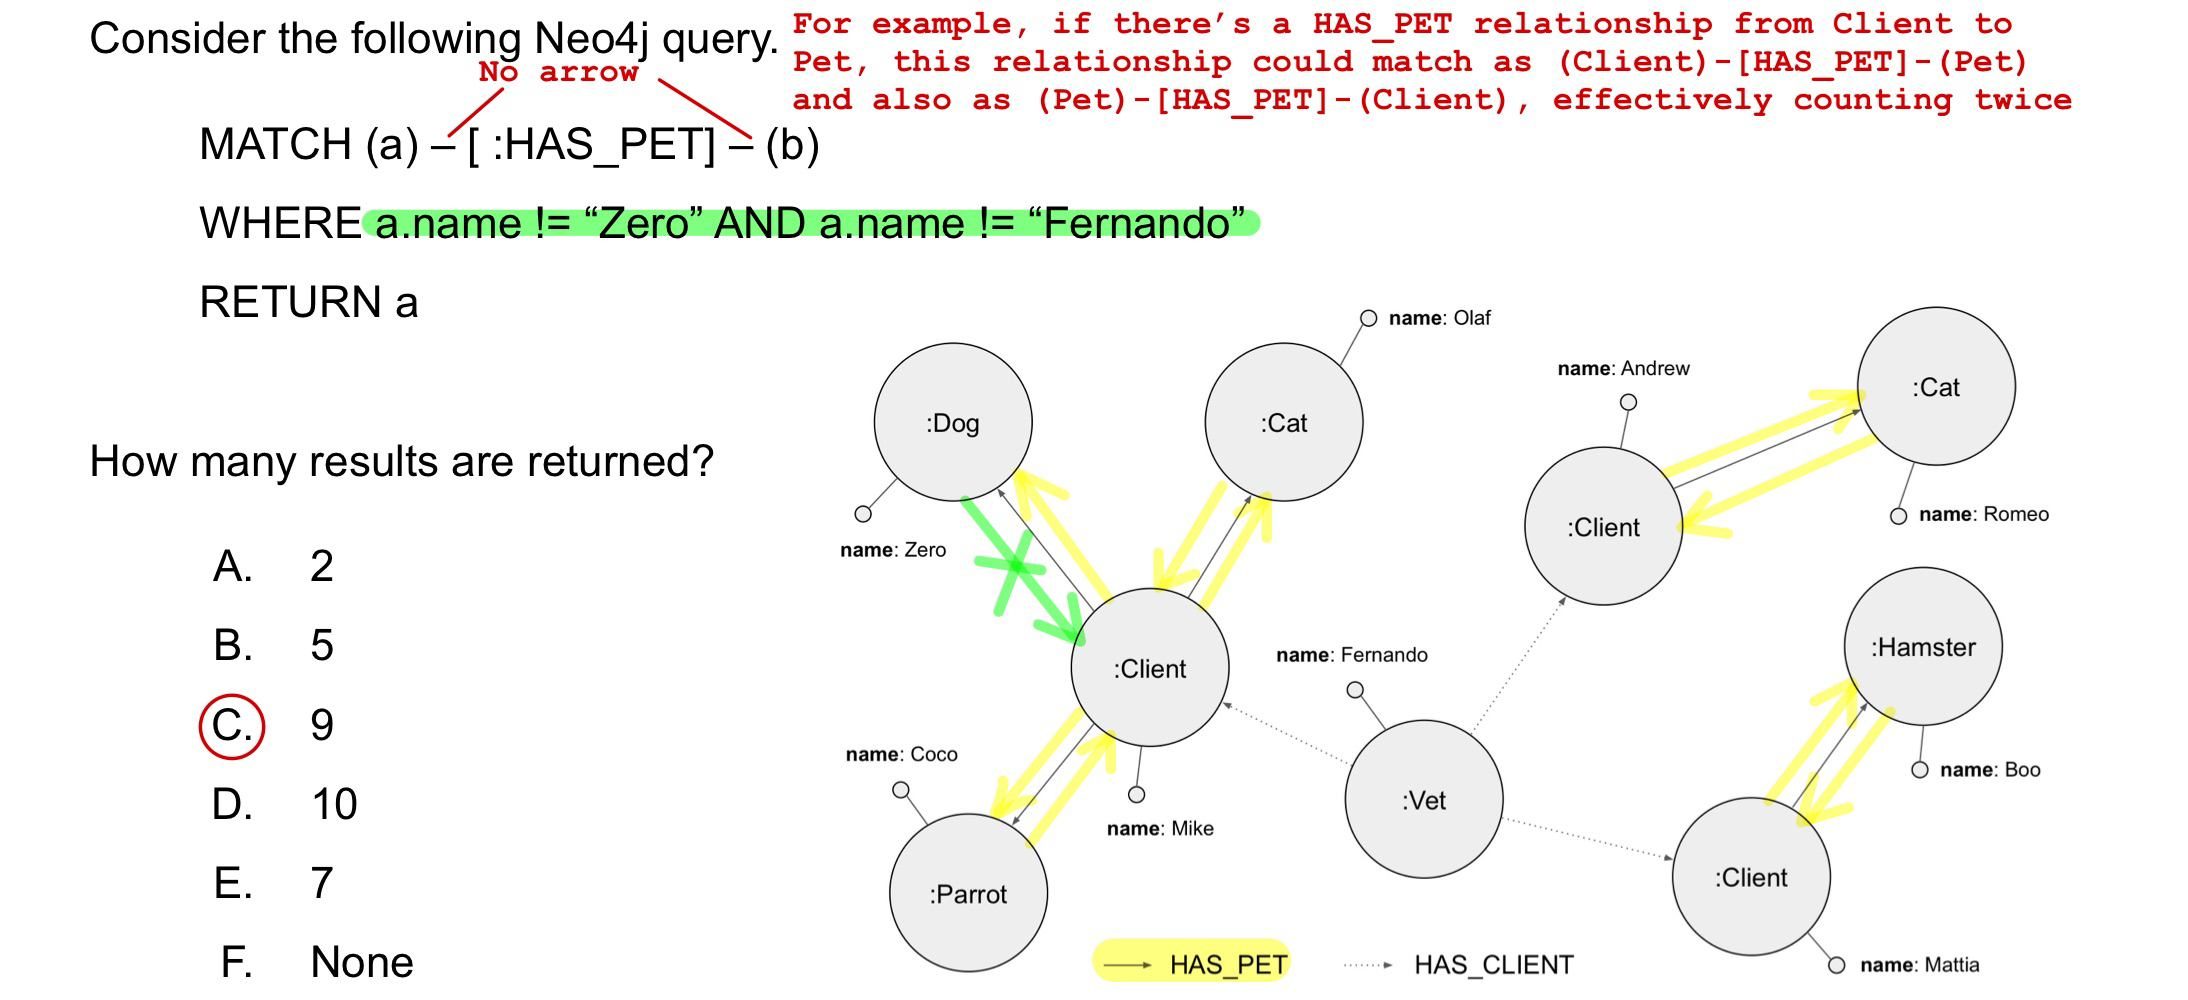 Consider the following Neo4j query.
For example, if there’s a HAS_PET relationship from Client to
Pet, this relationship could match as (Client)-[HAS_PET]-(Pet)
and also as (Pet)-[HAS_PET]-(Client), effectively counting twice
No arrow
MATCH (a) – [ :HAS_PET] – (b)
WHERE a.name != “Zero” AND a.name != “Fernando”
RETURN a
How many results are returned?
A. 2
B. 5
C. 9
D. 10
E. 7
F. None
name: Olaf
:Dog
:Cat
name: Andrew
:Cat
name: Zero
:Client
name: Romeo
:Client
name: Fernando
:Hamster
name: Coco
name: Mike
:Vet
name: Boo
:Parrot
:Client
name: Mattia
HAS_PET
HAS_CLIENT